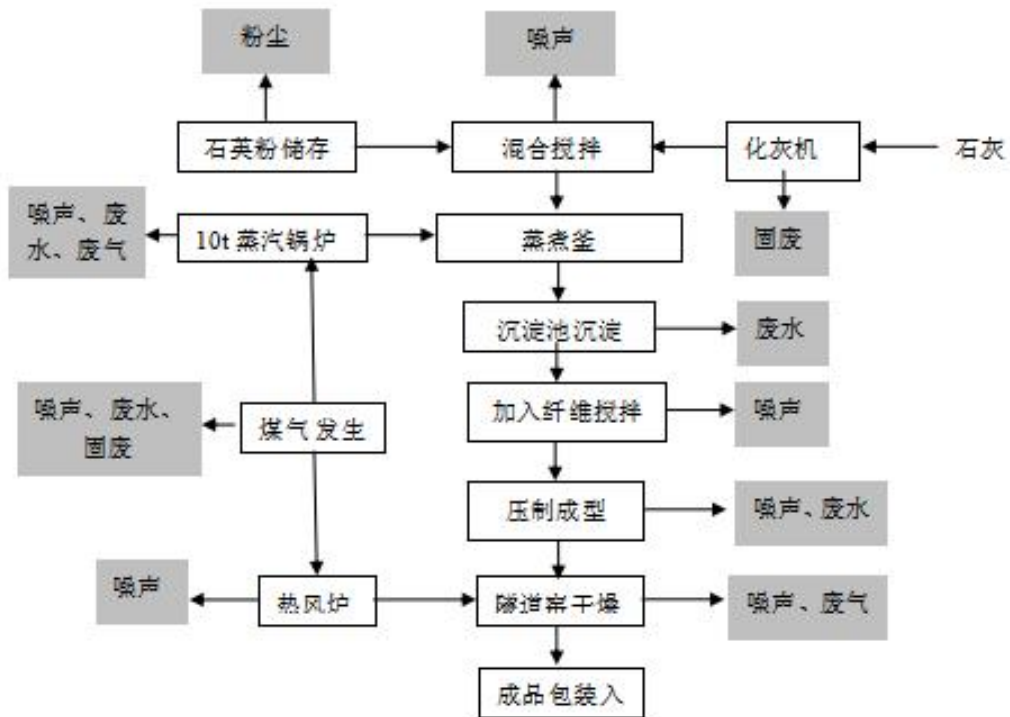 粉尘
噪声
石英粉储存
混合搅拌
化灰机
石灰
噪声、废
水、废气
10t 蒸汽锅炉
蒸煮釜
固废
沉淀池沉淀
废水
噪声、废水、
固废
煤气发生
加入纤维搅拌
噪声
压制成型
噪声、废水
噪声
热风炉
隧道窑干燥
噪声、废气
成品包装入